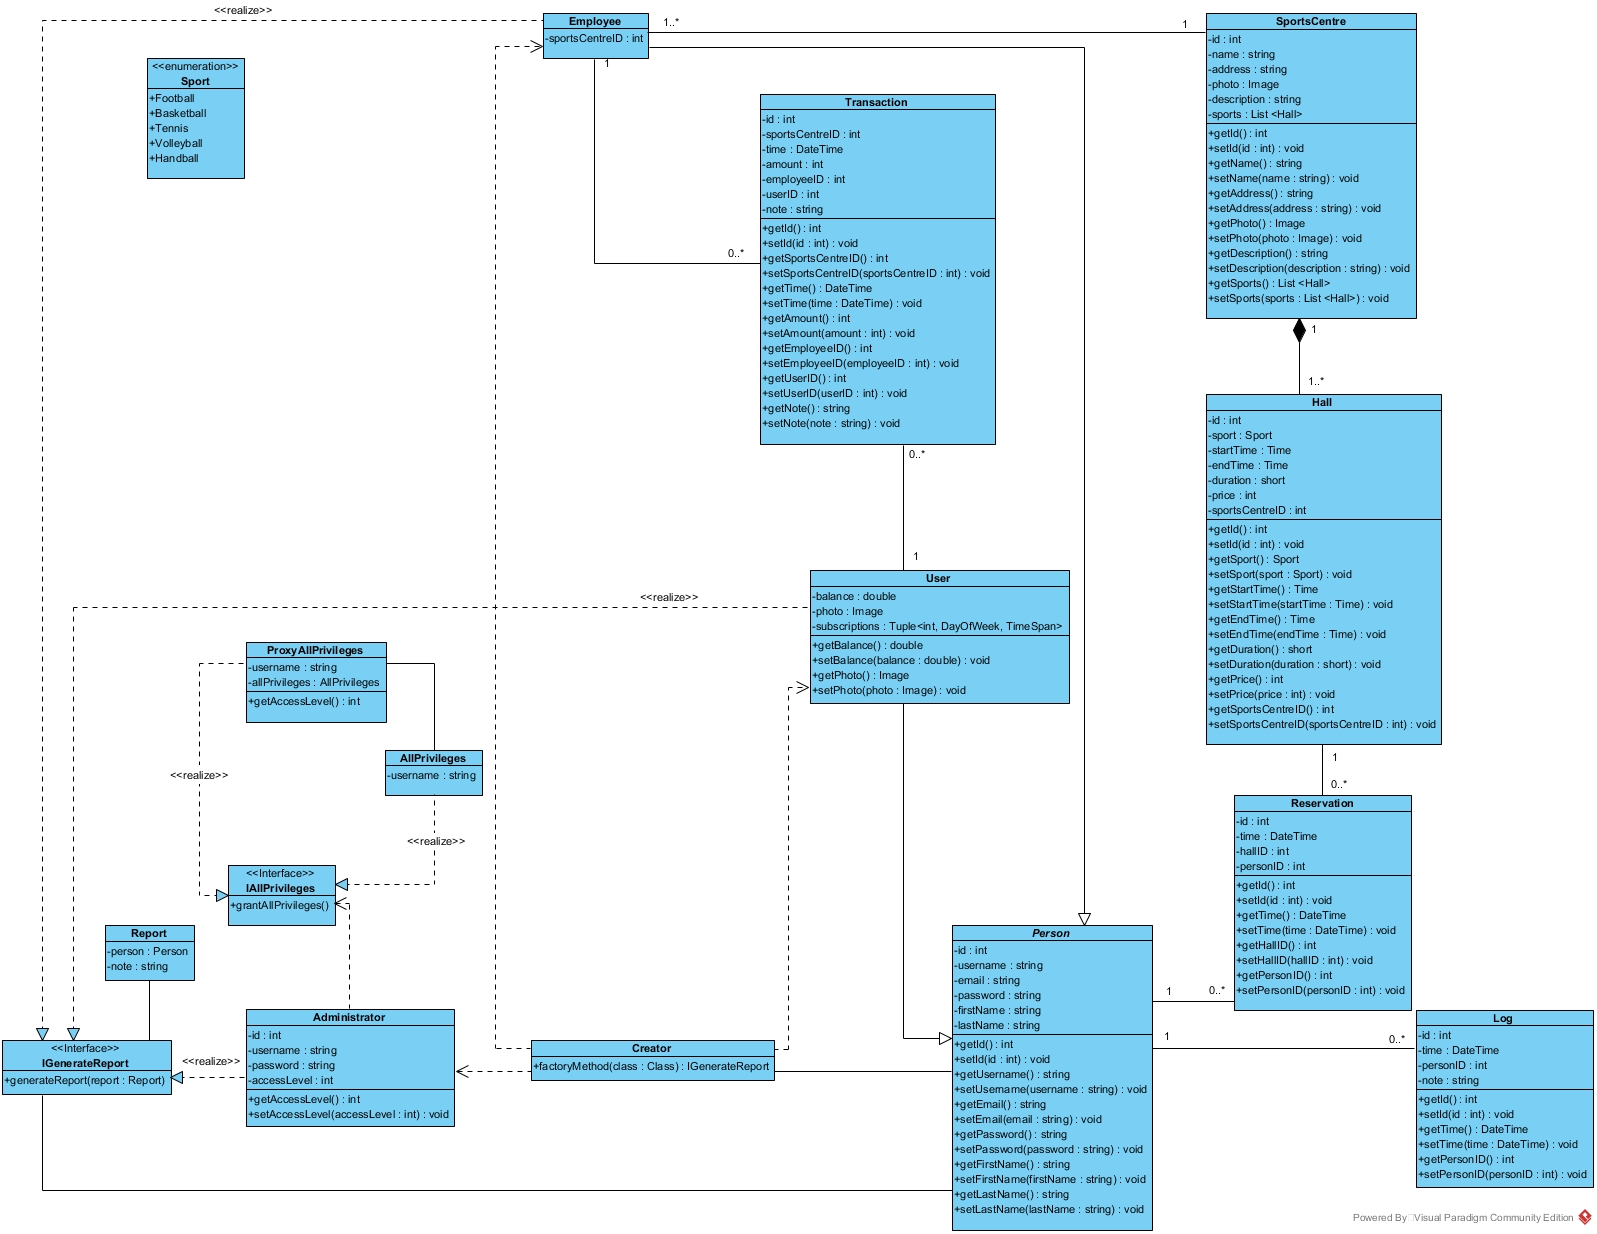 <<realize>>
Employee
-sportsCentreID : int
1..*
1
1
<<enumeration>>
Sport
+Football
+Basketball
+Tennis
+Volleyball
+Handball
Transaction
-id : int
-sportsCentreID : int
-time : DateTime
-amount : int
-employeeID : int
-userID : int
-note : string
+getId() : int
+setId(id : int) : void
+getSportsCentreID() : int
+setSportsCentreID(sportsCentreID : int) : void
+getTime() : DateTime
+setTime(time : DateTime) : void
+getAmount() : int
+setAmount(amount : int) : void
+getEmployeeID() : int
+setEmployeeID(employeeID : int) : void
+getUserID() : int
+setUserID(userID : int) : void
+getNote() : string
+setNote(note : string) : void
0..*
0..*
1
SportsCentre
-id : int
-name : string
-address : string
-photo : Image
-description : string
-sports : List <Hall>
+getId() : int
+setId(id : int) : void
+getName() : string
+setName(name : string) : void
+getAddress() : string
+setAddress(address : string) : void
+getPhoto() : Image
+setPhoto(photo : Image) : void
+getDescription() : string
+setDescription(description : string) : void
+getSports() : List <Hall>
+setSports(sports : List <Hall>) : void
1
1..*
Hall
-id : int
-sport : Sport
-startTime : Time
-endTime : Time
-duration : short
-price : int
-sportsCentreID : int
+getId() : int
+setId(id : int) : void
+getSport() : Sport
+setSport(sport : Sport) : void
+getStartTime() : Time
+setStartTime(startTime : Time) : void
+getEndTime() : Time
+setEndTime(endTime : Time) : void
+getDuration() : short
+setDuration(duration : short) : void
+getPrice() : int
+setPrice(price : int) : void
+getSportsCentreID() : int
+setSportsCentreID(sportsCentreID : int) : void
1
0..*
User
-balance : double
-photo : Image
-subscriptions : Tuple<int, DayOfWeek, TimeSpan>
+getBalance() : double
+setBalance(balance : double) : void
+getPhoto() : Image
+setPhoto(photo : Image) : void
<<realize>>
ProxyAllPrivileges
-username : string
-allPrivileges : AllPrivileges
+getAccessLevel() : int
AllPrivileges
-username : string
<<realize>>
<<realize>>
<<Interface>>
IAllPrivileges
+grantAllPrivileges()
Report
-person : Person
-note : string
<<Interface>>
IGenerateReport
+generateReport(report : Report)
<<realize>>
Administrator
-id : int
-username : string
-password : string
-accessLevel : int
+getAccessLevel() : int
+setAccessLevel(accessLevel : int) : void
Creator
+factoryMethod(class : Class) : IGenerateReport
Person
-id : int
-username : string
-email : string
-password : string
-firstName : string
-lastName : string
+getId() : int
+setId(id : int) : void
+getUsername() : string
+setUsername(username : string) : void
+getEmail() : string
+setEmail(email : string) : void
+getPassword() : string
+setPassword(password : string) : void
+getFirstName() : string
+setFirstName(firstName : string) : void
+getLastName() : string
+setLastName(lastName : string) : void
1
0..*
1
0..*
Reservation
-id : int
-time : DateTime
-hallID : int
-personID : int
+getId() : int
+setId(id : int) : void
+getTime() : DateTime
+setTime(time : DateTime) : void
+getHallID() : int
+setHallID(hallID : int) : void
+getPersonID() : int
+setPersonID(personID : int) : void
Log
-id : int
-time : DateTime
-personID : int
-note : string
+getId() : int
+setId(id : int) : void
+getTime() : DateTime
+setTime(time : DateTime) : void
+getPersonID() : int
+setPersonID(personID : int) : void
Powered By Visual Paradigm Community Edition